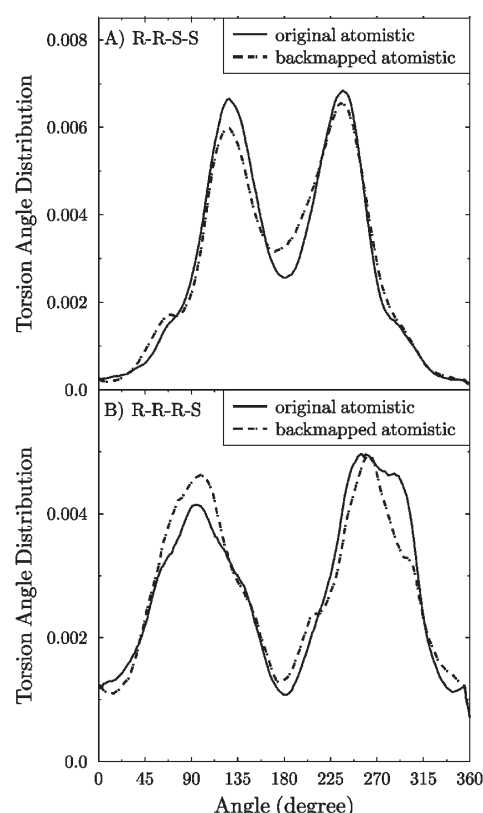 A) R-R-S-S
original atomistic
backmapped atomistic
0.008
0.006
0.004
0.002
0.0
Torsion Angle Distribution
B) R-R-R-S
original atomistic
backmapped atomistic
0.004
0.002
0.0
Torsion Angle Distribution
0 45 90 135 180 225 270 315 360
Angle (degree)